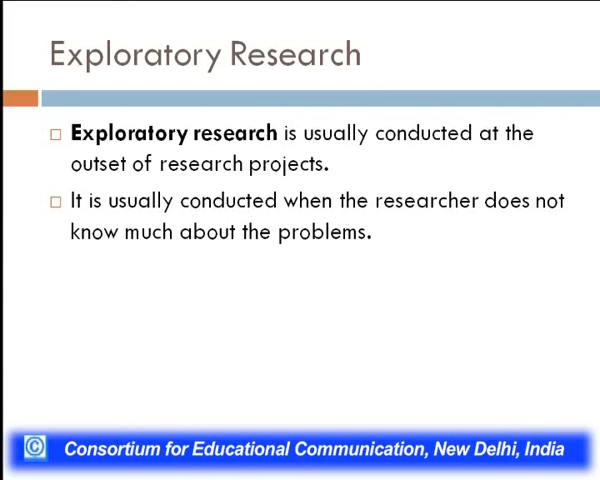 Exploratory Research
Exploratory research is usually conducted at the
outset of research projects.
It is usually conducted when the researcher does not
know much about the problems.
© Consortium for Educational Communication, New Delhi, India